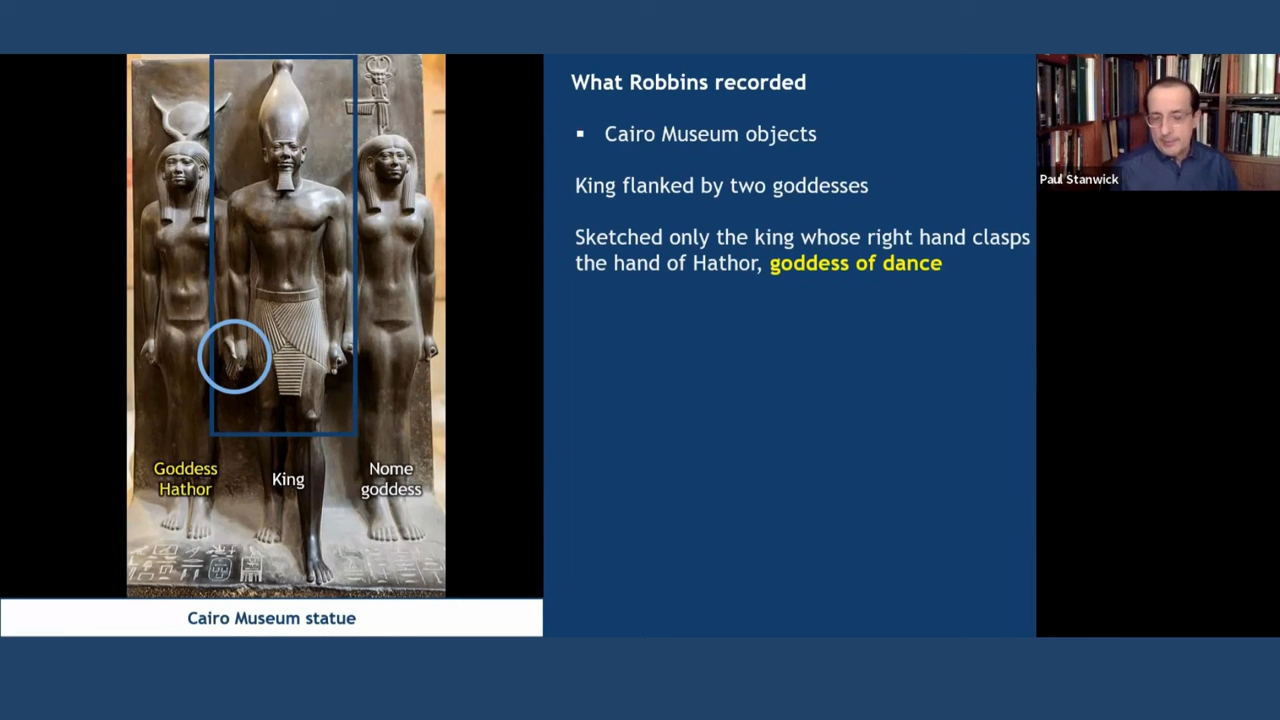 What Robbins recorded
▪ Cairo Museum objects
King flanked by two goddesses
Sketched only the king whose right hand clasps
the hand of Hathor, goddess of dance
Goddess
Hathor
King
Nome
goddess
Cairo Museum statue
Paul Stanwick